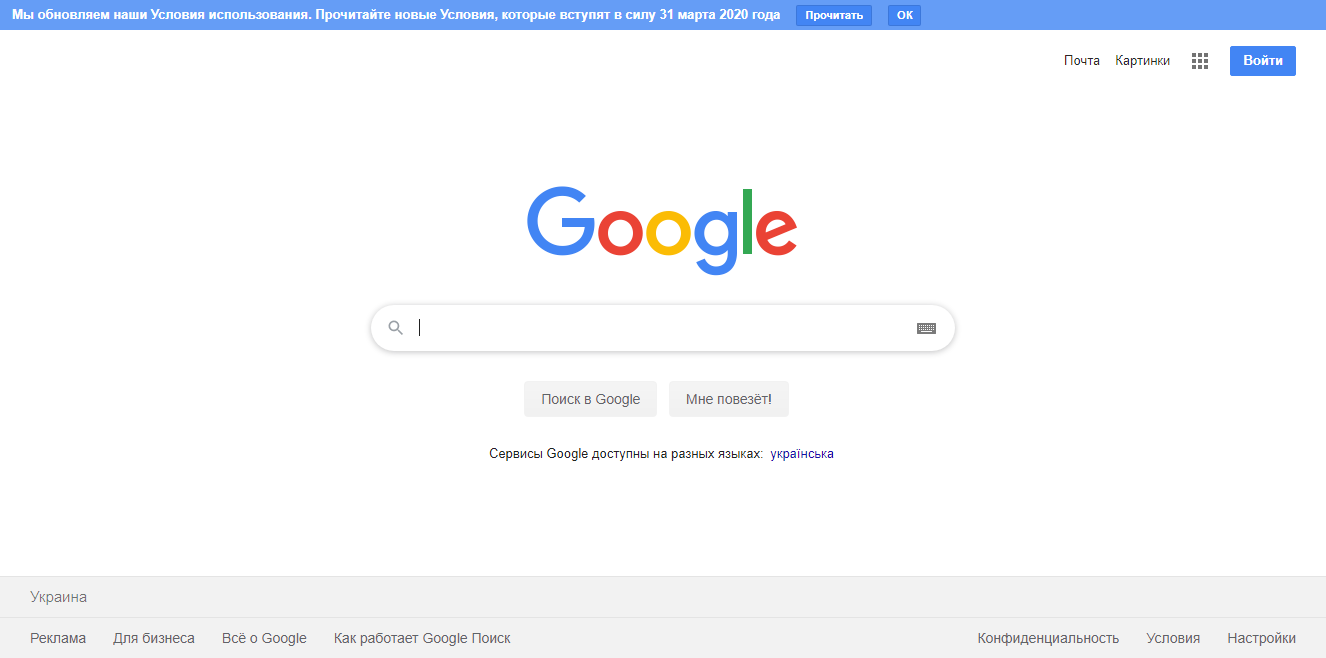 Мы обновляем наши Условия использования. Прочитайте новые Условия, которые вступят в силу 31 марта 2020 года Прочитать ОК
Почта Картинки Войти
Google
Поиск в Google Мне повезёт!
Сервисы Google доступны на разных языках: українська
Украина
Реклама Для бизнеса Всё о Google Как работает Google Поиск Конфиденциальность Условия Настройки